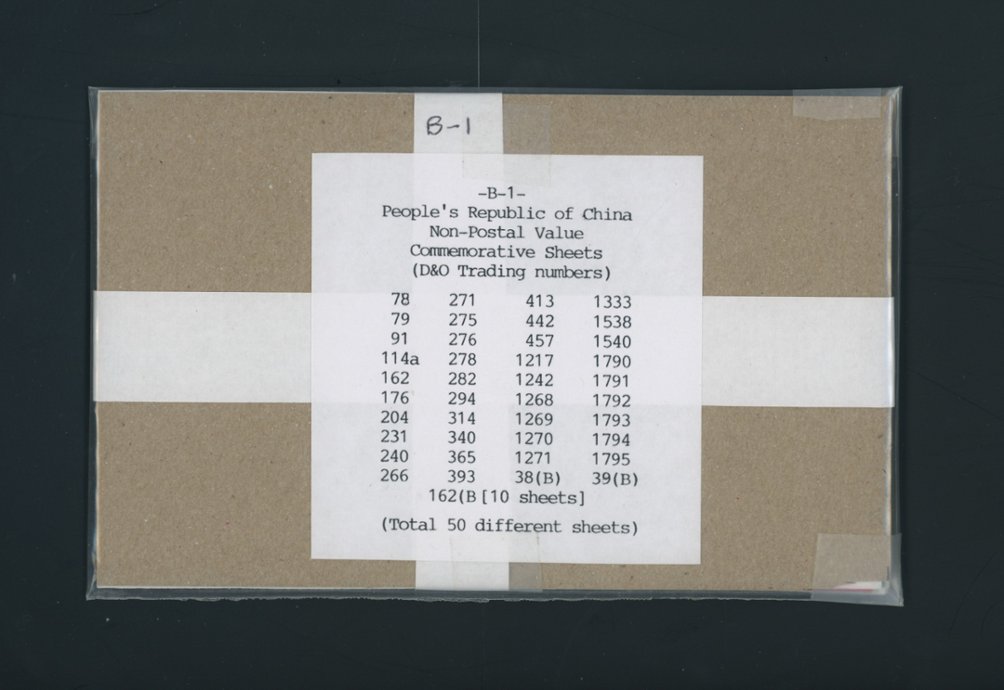 B-1
-B-1-
People's Republic of China
Non-Postal Value
Commemorative Sheets
(D&O Trading numbers)
78 271 413 1333
79 275 442 1538
91 276 457 1540
114a 278 1217 1790
162 282 1242 1791
176 294 1268 1792
204 314 1269 1793
231 340 1270 1794
240 365 1271 1795
266 393 38(B) 39(B)
162(B [10 sheets]
(Total 50 different sheets)